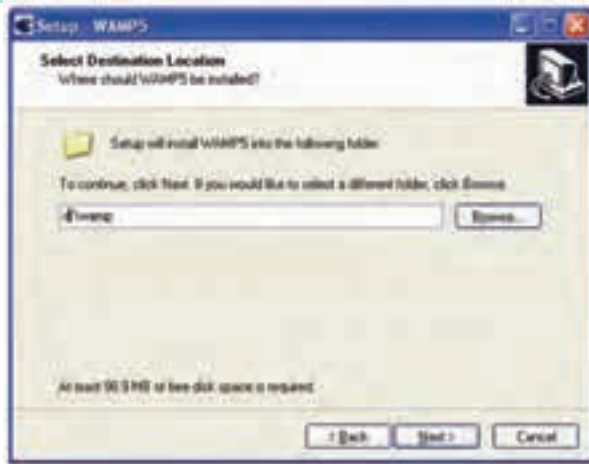 Setup - WAMP5
Select Destination Location
Where should WAMP5 be installed?
Setup will install WAMP5 into the following folder.
To continue, click Next. If you would like to select a different folder, click Browse.
d:\wamp
Browse...
At least MB of free disk space is required.
< Back
Next >
Cancel